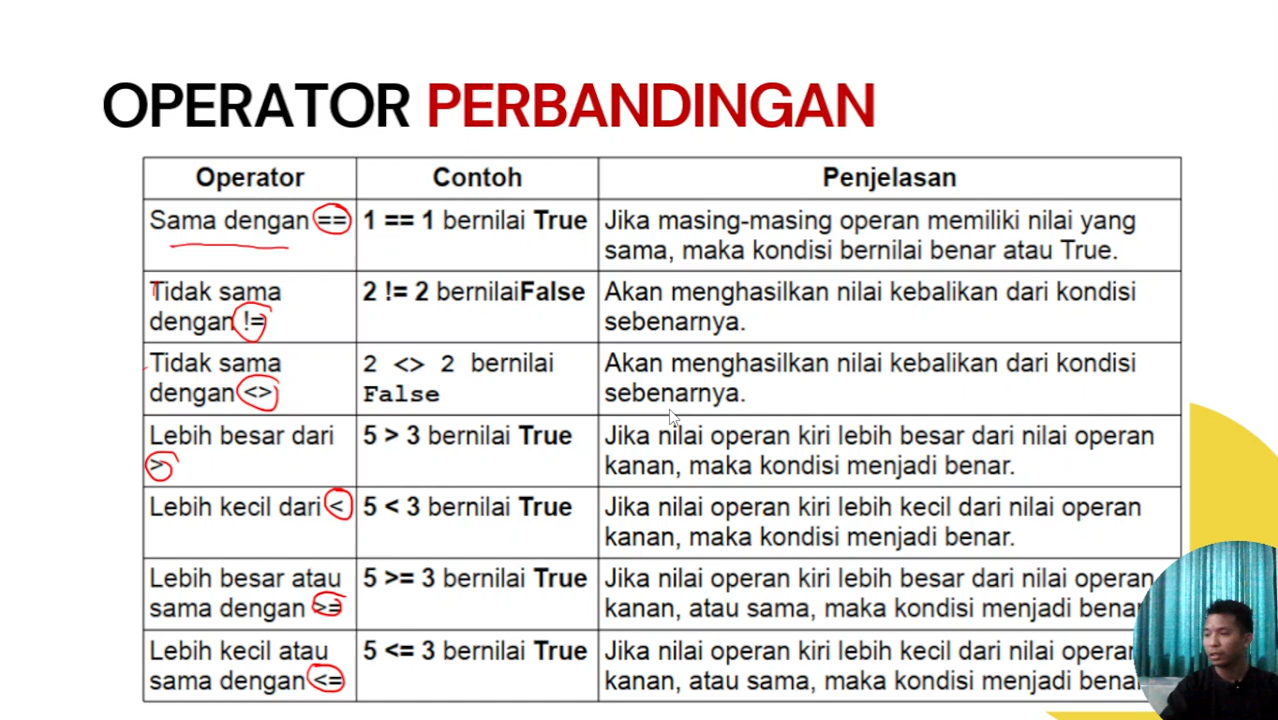 OPERATOR PERBANDINGAN
Operator Contoh Penjelasan
Sama dengan == 1 == 1 bernilai True Jika masing-masing operan memiliki nilai yang
sama, maka kondisi bernilai benar atau True.
Tidak sama 2 != 2 bernilaiFalse Akan menghasilkan nilai kebalikan dari kondisi
dengan != sebenarnya.
Tidak sama 2 <> 2 bernilai Akan menghasilkan nilai kebalikan dari kondisi
dengan <> False sebenarnya.
Lebih besar dari 5 > 3 bernilai True Jika nilai operan kiri lebih besar dari nilai operan
> kanan, maka kondisi menjadi benar.
Lebih kecil dari < 5 < 3 bernilai True Jika nilai operan kiri lebih kecil dari nilai operan
kanan, maka kondisi menjadi benar.
Lebih besar atau 5 >= 3 bernilai True Jika nilai operan kiri lebih besar dari nilai operan
sama dengan >= kanan, atau sama, maka kondisi menjadi benar
Lebih kecil atau 5 <= 3 bernilai True Jika nilai operan kiri lebih kecil dari nilai operan
sama dengan <= kanan, atau sama, maka kondisi menjadi benar